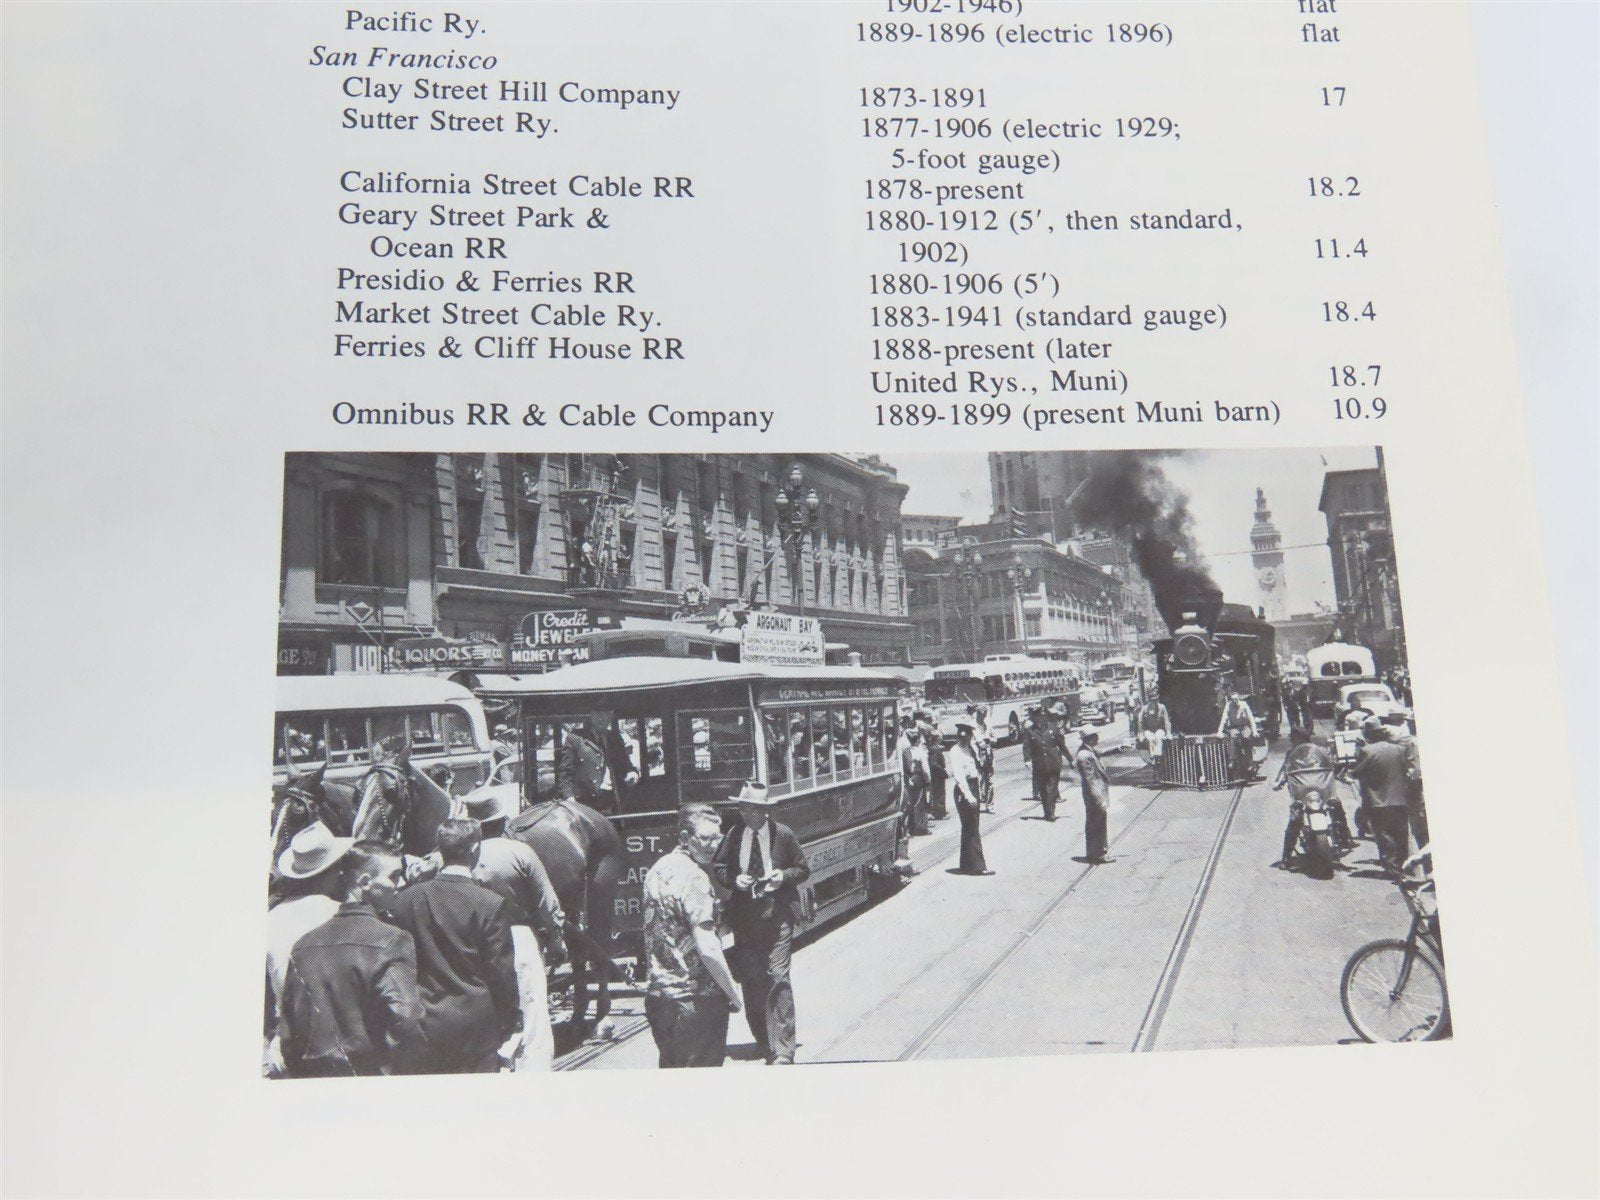 1902-1946) flat
Pacific Ry. 1889-1896 (electric 1896) flat
San Francisco
Clay Street Hill Company 1873-1891 17
Sutter Street Ry. 1877-1906 (electric 1929;
5-foot gauge)
California Street Cable RR 1878-present 18.2
Geary Street Park & 1880-1912 (5', then standard,
Ocean RR 1902) 11.4
Presidio & Ferries RR 1880-1906 (5')
Market Street Cable Ry. 1883-1941 (standard gauge) 18.4
Ferries & Cliff House RR 1888-present (later
United Rys., Muni) 18.7
Omnibus RR & Cable Company 1889-1899 (present Muni barn) 10.9
Credit
JEWELE
MONEY LOAN
LIQUORS
ARGONAUT BAY
ST.
RR
STREET